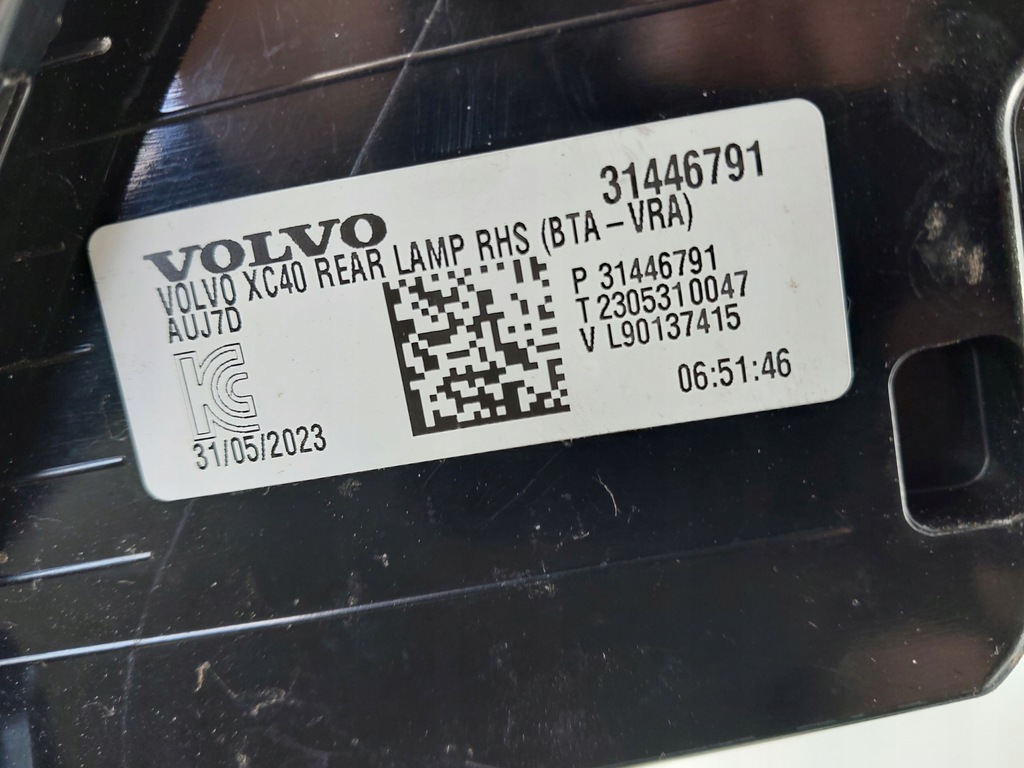 31446791
VOLVO
VOLVO XC40 REAR LAMP RHS (BTA-VRA)
AUJ7D
P 31446791
T 2305310047
V L90137415
KC
31/05/2023
06:51:46